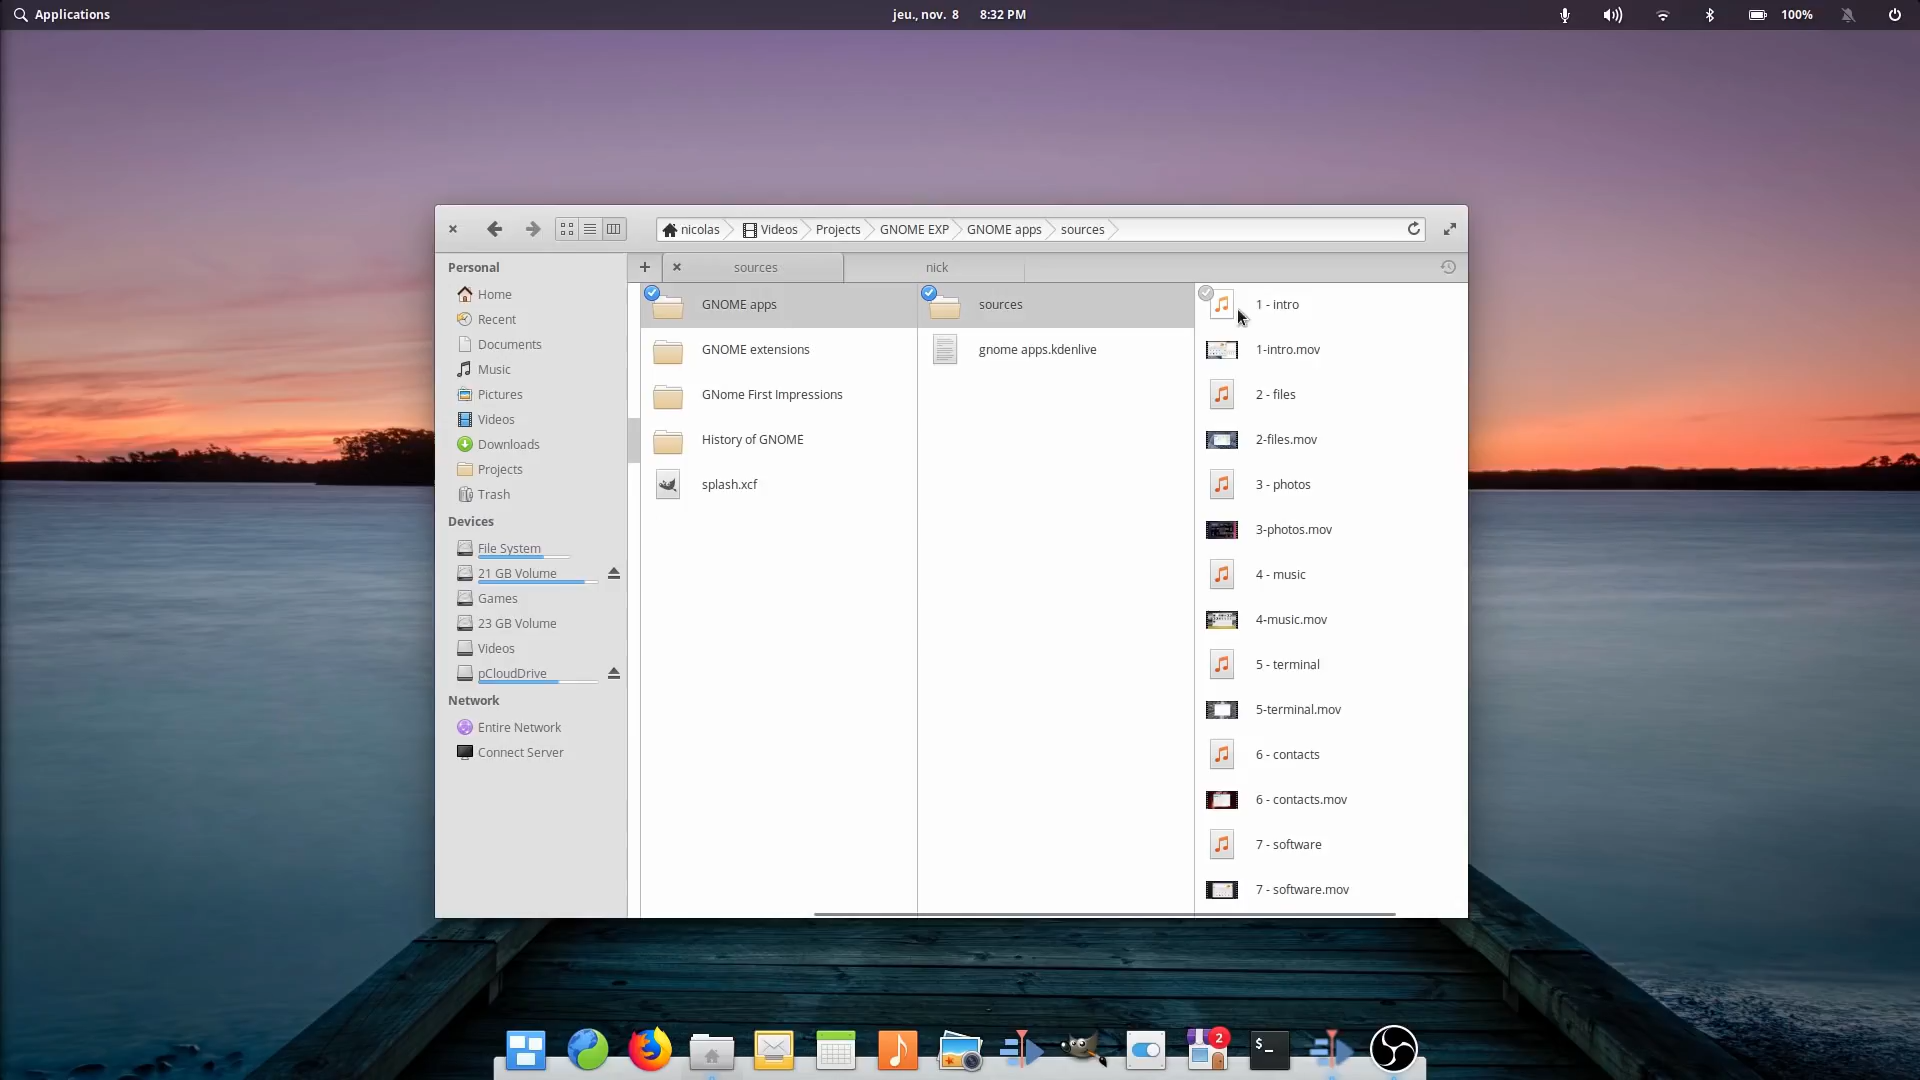 Applications
jeu., nov. 8 8:32 PM
100%
nicolas Videos Projects GNOME EXP GNOME apps sources
sources
nick
Personal
Home
Recent
Documents
Music
Pictures
Videos
Downloads
Projects
Trash
Devices
File System
21 GB Volume
Games
23 GB Volume
Videos
pCloudDrive
Network
Entire Network
Connect Server
GNOME apps
GNOME extensions
GNome First Impressions
History of GNOME
splash.xcf
sources
gnome apps.kdenlive
1 - intro
1-intro.mov
2 - files
2-files.mov
3 - photos
3-photos.mov
4 - music
4-music.mov
5 - terminal
5-terminal.mov
6 - contacts
6 - contacts.mov
7 - software
7 - software.mov
2